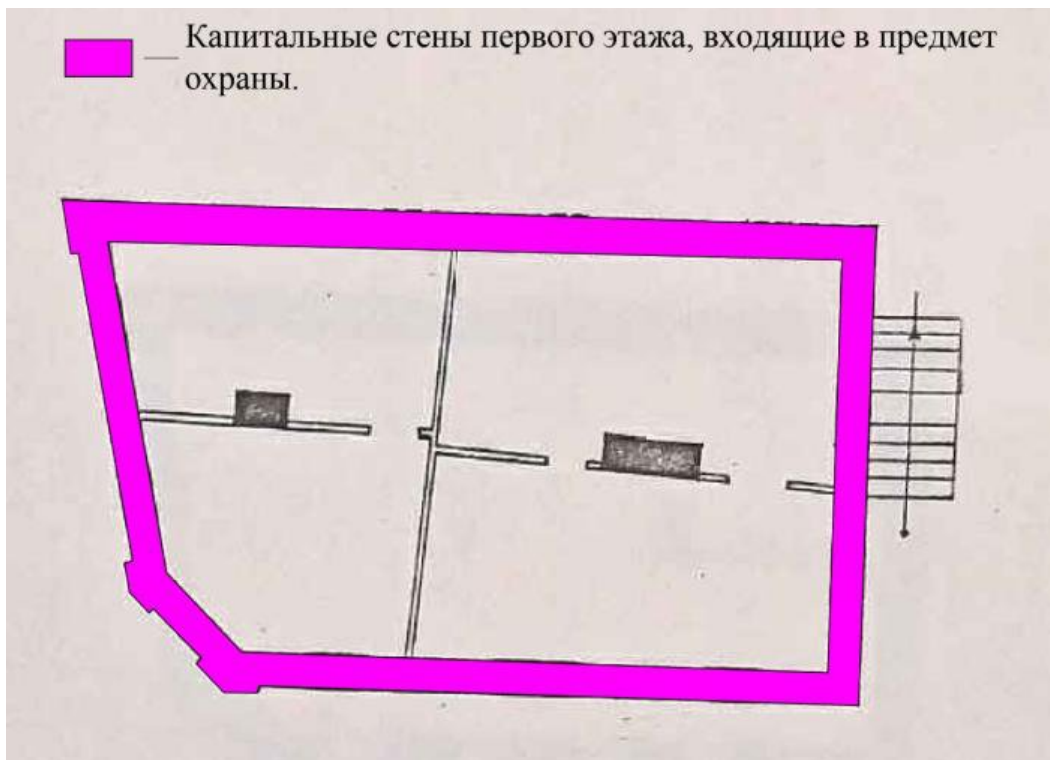 — Капитальные стены первого этажа, входящие в предмет
охраны.